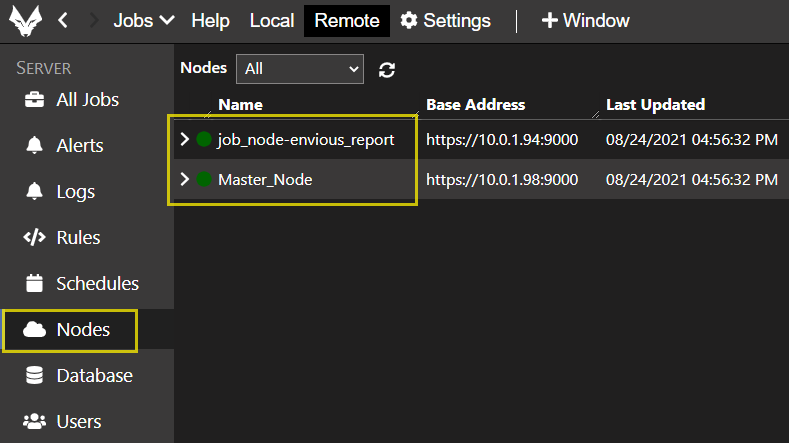 Jobs Help Local Remote Settings + Window
SERVER
All Jobs
Alerts
Logs
Rules
Schedules
Nodes
Database
Users
Nodes All
Name Base Address Last Updated
job_node-envious_report https://10.0.1.94:9000 08/24/2021 04:56:32 PM
Master_Node https://10.0.1.98:9000 08/24/2021 04:56:32 PM